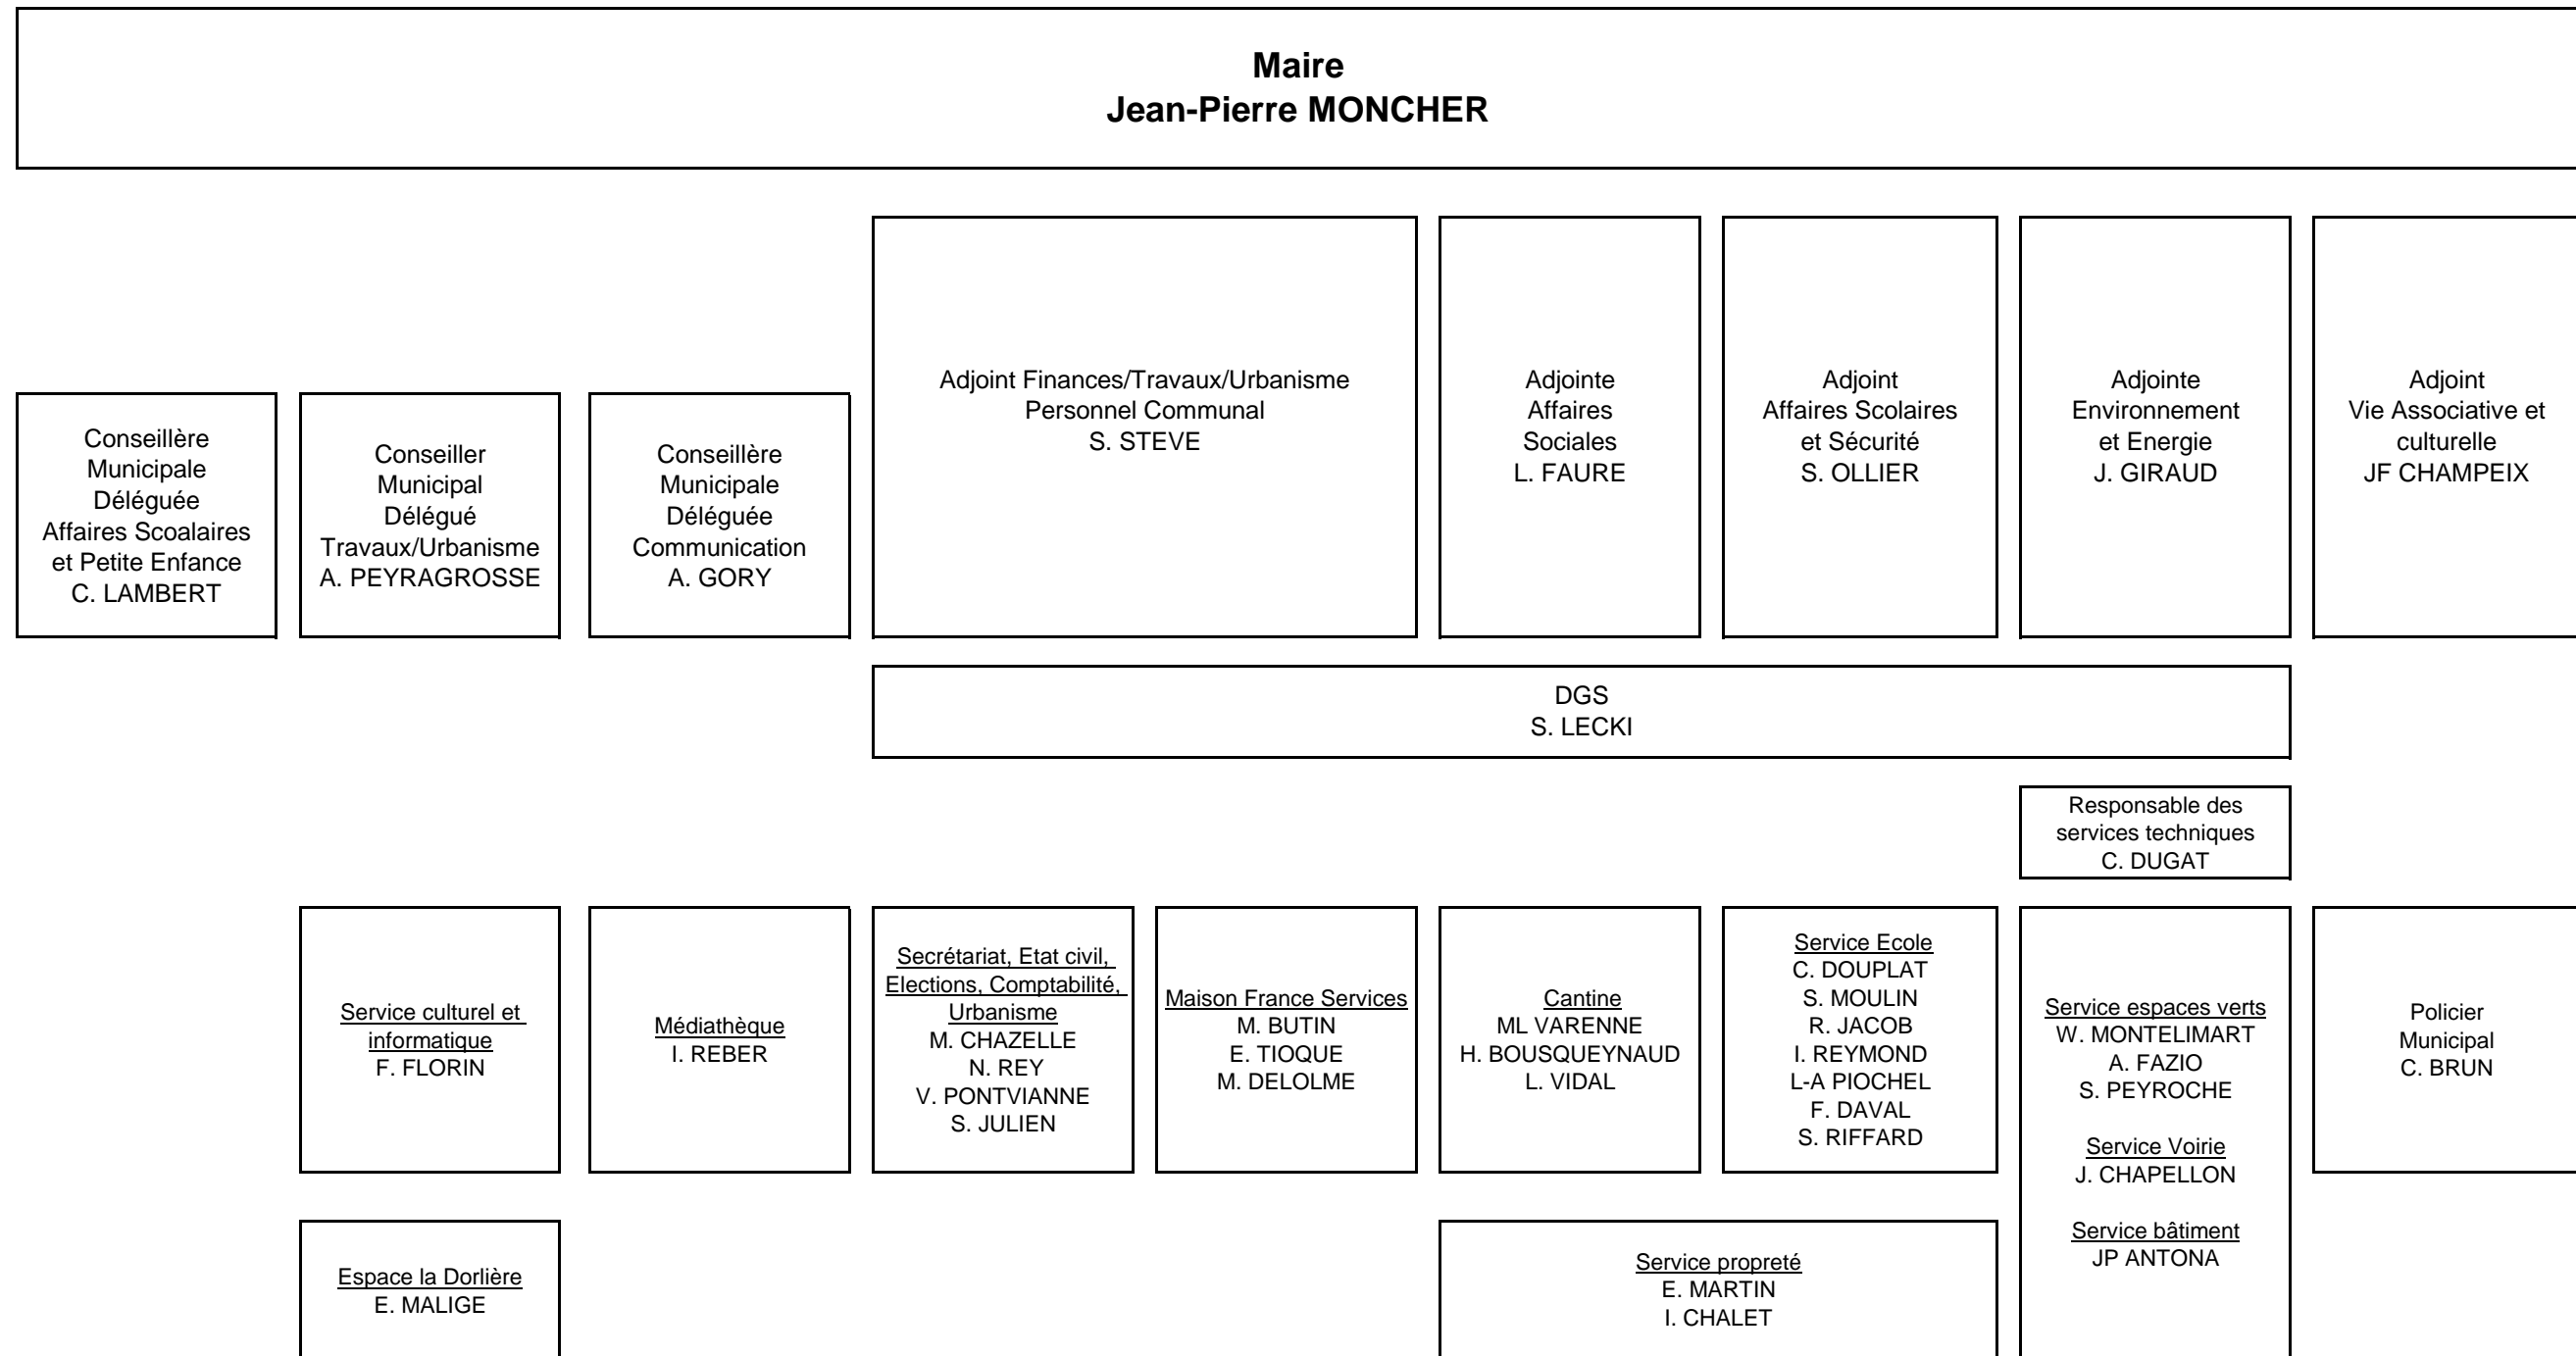 Maire
Jean-Pierre MONCHER
Conseillère
Municipale
Déléguée
Affaires Scoalaires
et Petite Enfance
C. LAMBERT
Conseiller
Municipal
Délégué
Travaux/Urbanisme
A. PEYRAGROSSE
Conseillère
Municipale
Déléguée
Communication
A. GORY
Adjoint Finances/Travaux/Urbanisme
Personnel Communal
S. STEVE
Adjointe
Affaires
Sociales
L. FAURE
Adjoint
Affaires Scolaires
et Sécurité
S. OLLIER
Adjointe
Environnement
et Energie
J. GIRAUD
Adjoint
Vie Associative et
culturelle
JF CHAMPEIX
DGS
S. LECKI
Responsable des
services techniques
C. DUGAT
Service culturel et
informatique
F. FLORIN
Médiathèque
I. REBER
Secrétariat, Etat civil,
Elections, Comptabilité,
Urbanisme
M. CHAZELLE
N. REY
V. PONTVIANNE
S. JULIEN
Maison France Services
M. BUTIN
E. TIOQUE
M. DELOLME
Cantine
ML VARENNE
H. BOUSQUEYNAUD
L. VIDAL
Service Ecole
C. DOUPLAT
S. MOULIN
R. JACOB
I. REYMOND
L-A PIOCHEL
F. DAVAL
S. RIFFARD
Service espaces verts
W. MONTELIMART
A. FAZIO
S. PEYROCHE
Service Voirie
J. CHAPELLON
Service bâtiment
JP ANTONA
Policier
Municipal
C. BRUN
Espace la Dorlière
E. MALIGE
Service propreté
E. MARTIN
I. CHALET